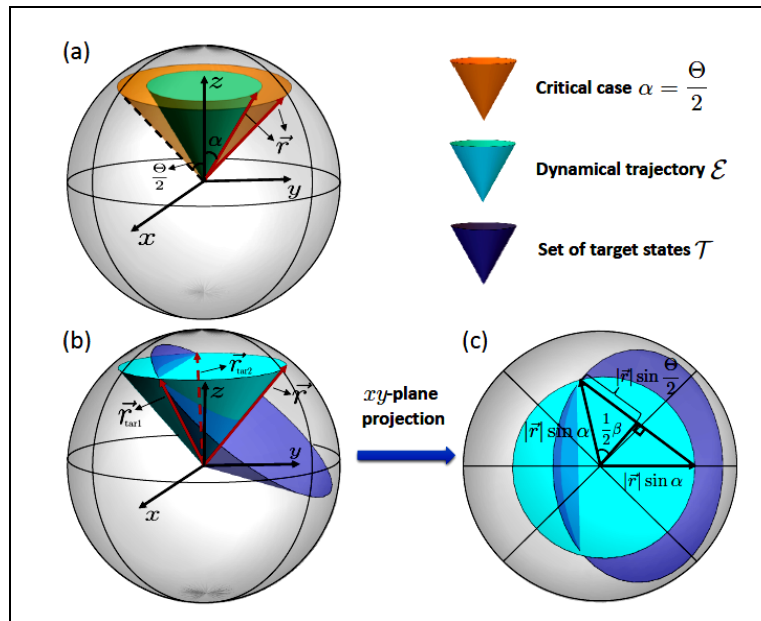 (a)
z
α
r⃗
Θ/2
y
x
Critical case α = Θ/2
Dynamical trajectory ℰ
Set of target states 𝒯
(b)
r⃗tar2
r⃗
z
r⃗tar1
y
x
xy-plane
projection
(c)
|r⃗| sin Θ/2
|r⃗| sin α
1/2 β
|r⃗| sin α